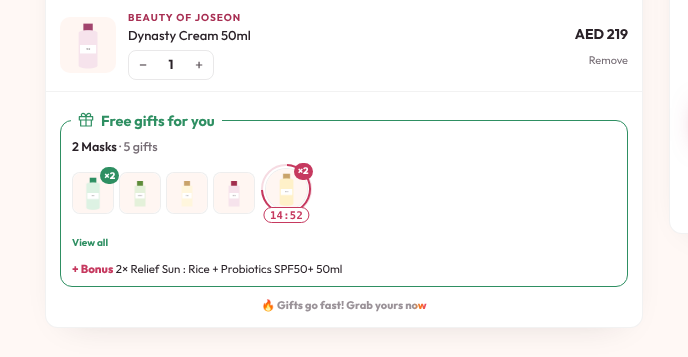 BEAUTY OF JOSEON
Dynasty Cream 50ml
AED 219
− 1 +
Remove
Free gifts for you
2 Masks · 5 gifts
×2
×2
14:52
View all
+ Bonus 2× Relief Sun : Rice + Probiotics SPF50+ 50ml
🔥 Gifts go fast! Grab yours now